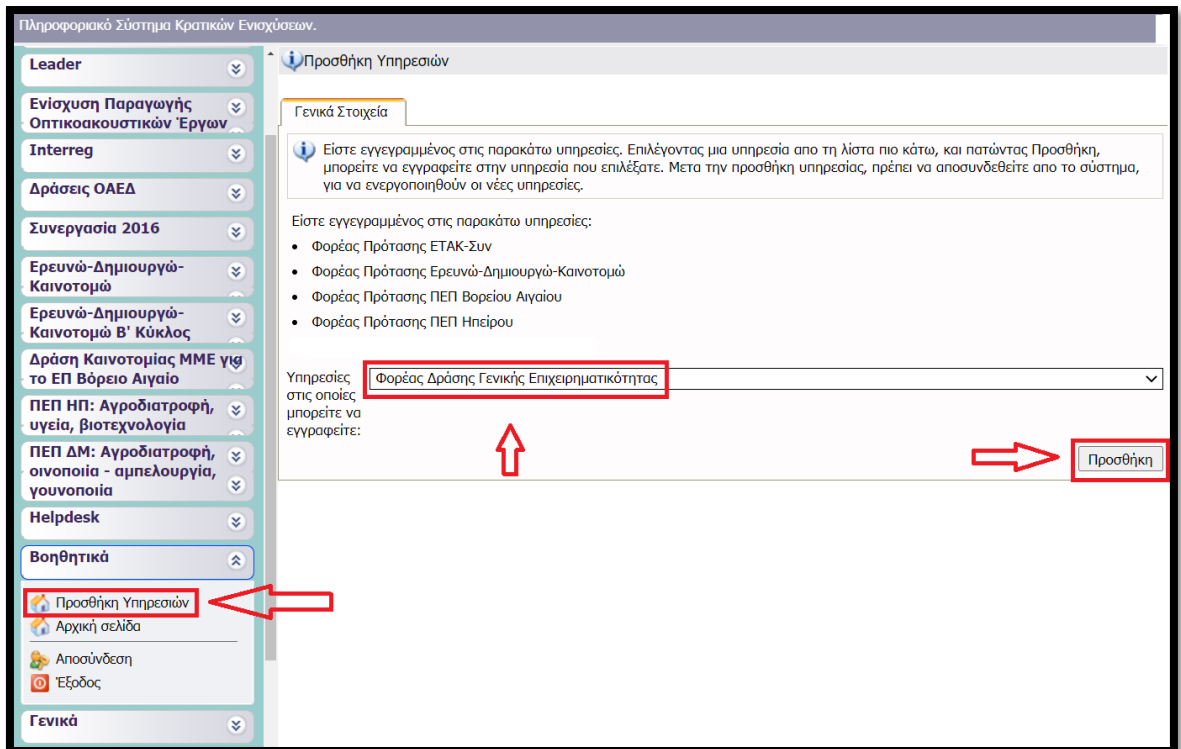 Πληροφοριακό Σύστημα Κρατικών Ενισχύσεων.
Leader
Ενίσχυση Παραγωγής
Οπτικοακουστικών Έργων
Interreg
Δράσεις ΟΑΕΔ
Συνεργασία 2016
Ερευνώ-Δημιουργώ-
Καινοτομώ
Ερευνώ-Δημιουργώ-
Καινοτομώ Β' Κύκλος
Δράση Καινοτομίας ΜΜΕ για
το ΕΠ Βόρειο Αιγαίο
ΠΕΠ ΗΠ: Αγροδιατροφή,
υγεία, βιοτεχνολογία
ΠΕΠ ΔΜ: Αγροδιατροφή,
οινοποιία - αμπελουργία,
γουνοποιία
Helpdesk
Βοηθητικά
Προσθήκη Υπηρεσιών
Αρχική σελίδα
Αποσύνδεση
Έξοδος
Γενικά
Προσθήκη Υπηρεσιών
Γενικά Στοιχεία
Είστε εγγεγραμμένος στις παρακάτω υπηρεσίες. Επιλέγοντας μια υπηρεσία απο τη λίστα πιο κάτω, και πατώντας Προσθήκη,
μπορείτε να εγγραφείτε στην υπηρεσία που επιλέξατε. Μετα την προσθήκη υπηρεσίας, πρέπει να αποσυνδεθείτε απο το σύστημα,
για να ενεργοποιηθούν οι νέες υπηρεσίες.
Είστε εγγεγραμμένος στις παρακάτω υπηρεσίες:
• Φορέας Πρότασης ΕΤΑΚ-Συν
• Φορέας Πρότασης Ερευνώ-Δημιουργώ-Καινοτομώ
• Φορέας Πρότασης ΠΕΠ Βορείου Αιγαίου
• Φορέας Πρότασης ΠΕΠ Ηπείρου
Υπηρεσίες
στις οποίες
μπορείτε να
εγγραφείτε:
Φορέας Δράσης Γενικής Επιχειρηματικότητας
Προσθήκη